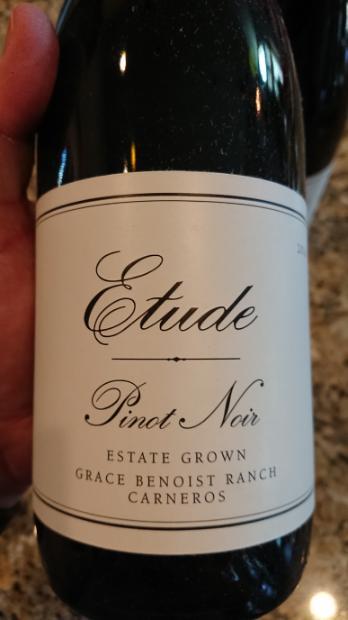 Etude
Pinot Noir
ESTATE GROWN
GRACE BENOIST RANCH
CARNEROS